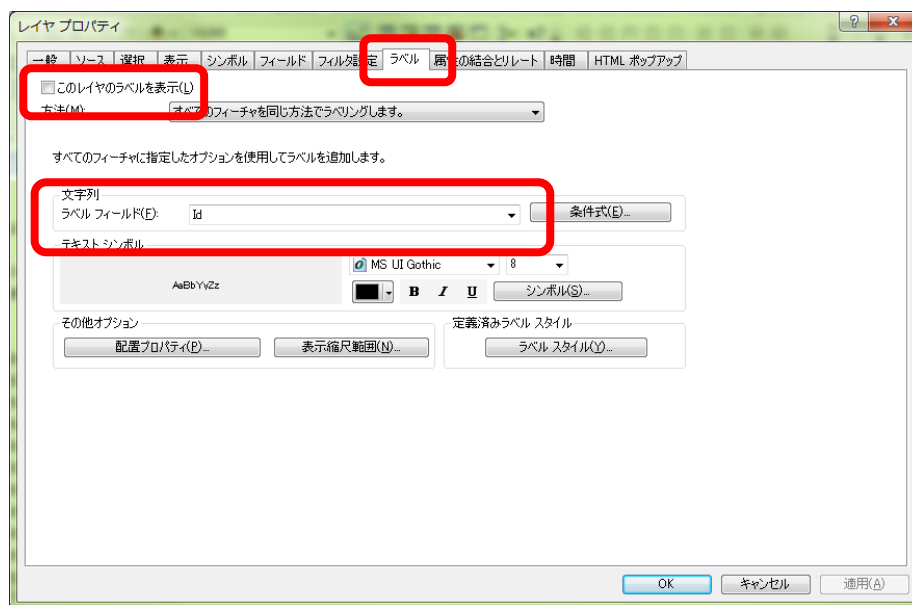 レイヤ プロパティ
一般 ソース 選択 表示 シンボル フィールド フィルタ設定 ラベル 属性の結合とリレート 時間 HTML ポップアップ
このレイヤのラベルを表示(L)
方法(M): すべてのフィーチャを同じ方法でラベリングします。
すべてのフィーチャに指定したオプションを使用してラベルを追加します。
文字列
ラベル フィールド(F): Id 条件式(E)...
テキスト シンボル
AaBbYyZz
MS UI Gothic 8
B I U シンボル(S)...
その他オプション 定義済みラベル スタイル
配置プロパティ(P)... 表示縮尺範囲(N)... ラベル スタイル(Y)...
OK キャンセル 適用(A)